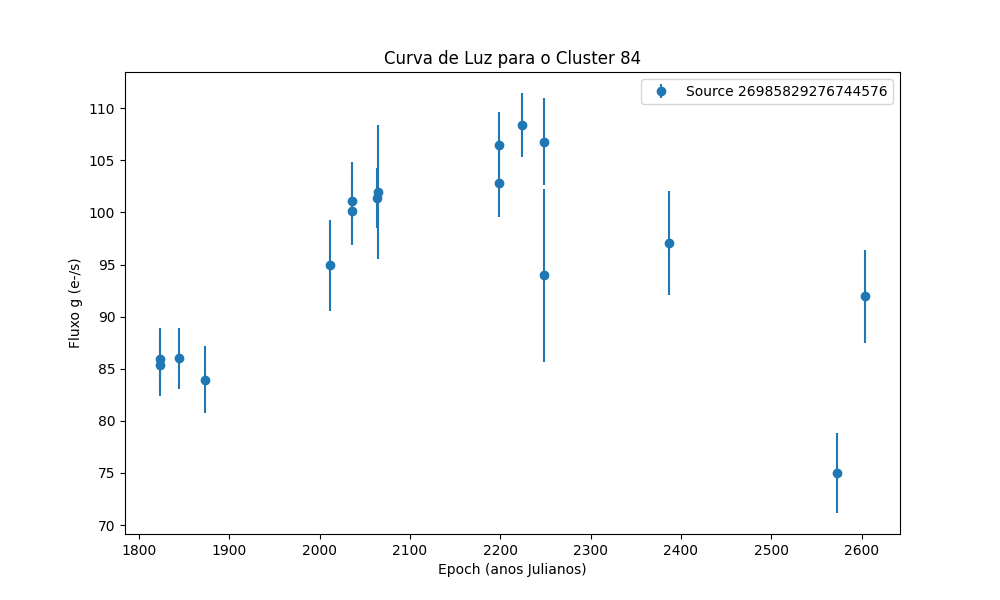 Curva de Luz para o Cluster 84
Source 26985829276744576
Fluxo g (e-/s)
110
105
100
95
90
85
80
75
70
1800 1900 2000 2100 2200 2300 2400 2500 2600
Epoch (anos Julianos)